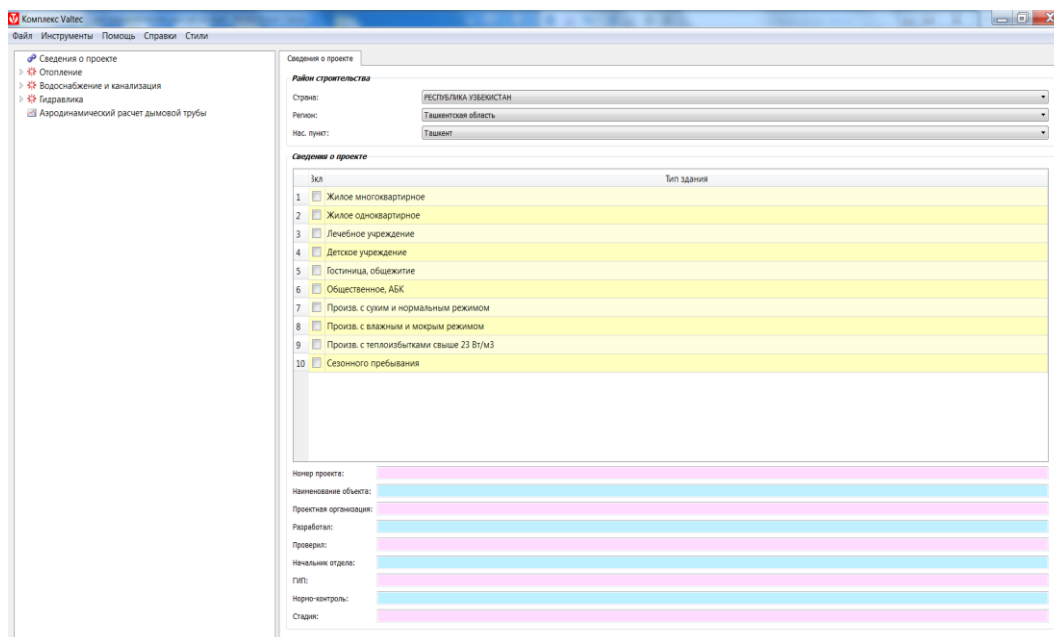 Комплекс Valtec
Файл Инструменты Помощь Справки Стили
Сведения о проекте
Отопление
Водоснабжение и канализация
Гидравлика
Аэродинамический расчет дымовой трубы
Сведения о проекте
Район строительства
Страна: РЕСПУБЛИКА УЗБЕКИСТАН
Регион: Ташкентская область
Нас. пункт: Ташкент
Сведения о проекте
Вкл Тип здания
1 Жилое многоквартирное
2 Жилое одноквартирное
3 Лечебное учреждение
4 Детское учреждение
5 Гостиница, общежитие
6 Общественное, АБК
7 Произв. с сухим и нормальным режимом
8 Произв. с влажным и мокрым режимом
9 Произв. с теплоизбытками свыше 23 Вт/м3
10 Сезонного пребывания
Номер проекта:
Наименование объекта:
Проектная организация:
Разработал:
Проверил:
Начальник отдела:
ГИП:
Нормо-контроль:
Стадия: